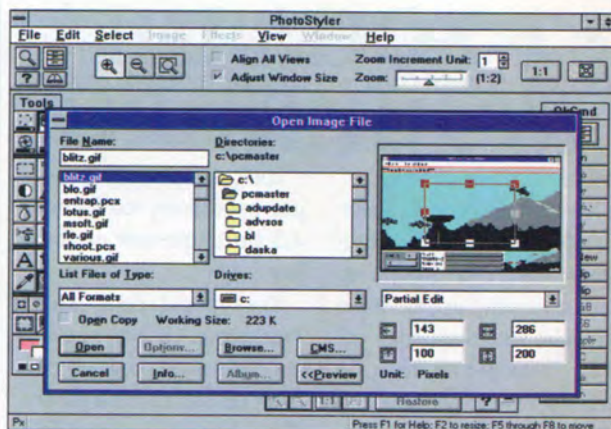 PhotoStyler
File Edit Select Image Effects View Window Help
Align All Views
Adjust Window Size
Zoom Increment Unit: 1
Zoom: (1:2)
1:1
Tools
Open Image File
File Name:
blitz.gif
blitz.gif
blo.gif
entrap.pcx
lotus.gif
msoft.gif
rle.gif
shoot.pcx
various.gif
Directories:
c:\pcmaster
c:\
pcmaster
adupdate
advsos
bl
daska
List Files of Type:
All Formats
Drives:
c:
Partial Edit
Open Copy Working Size: 223 K
Open Options... Browse... CMS...
Cancel Info... Album... <<Preview
143 286
100 200
Unit: Pixels
1:1 Restore ?
Px
Press F1 for Help; F2 to resize; F5 through F8 to move